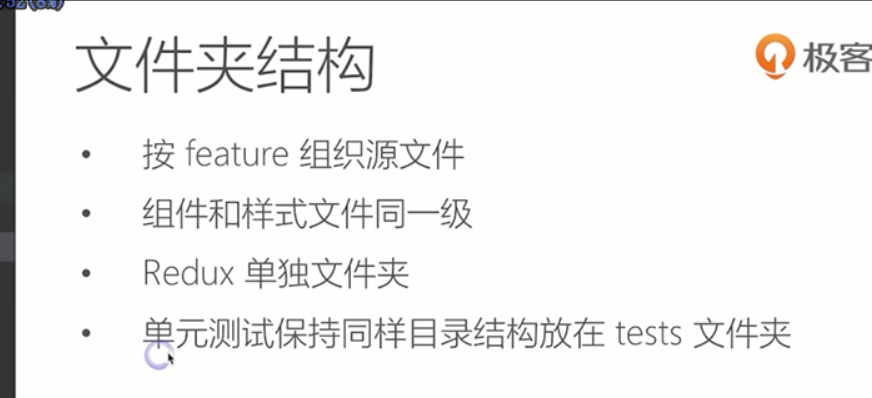 文件夹结构
极客
• 按 feature 组织源文件
• 组件和样式文件同一级
• Redux 单独文件夹
• 单元测试保持同样目录结构放在 tests 文件夹